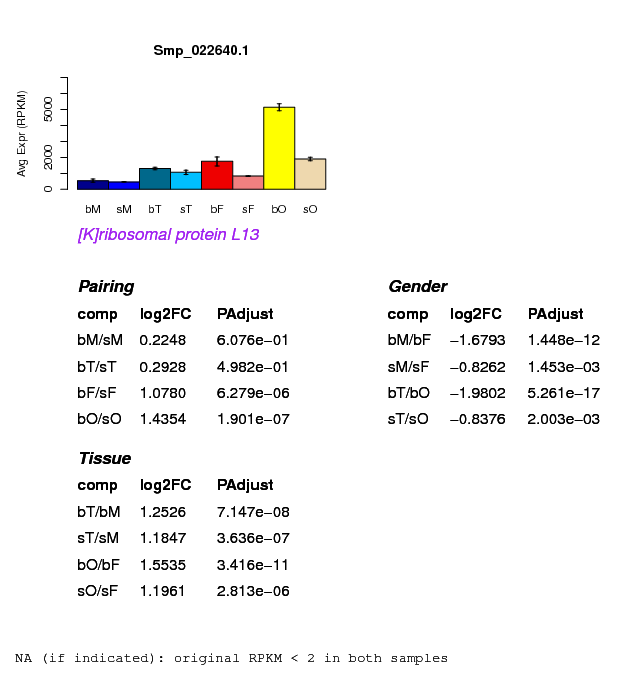 Smp_022640.1
Avg Expr (RPKM)
0 2000 5000
bM sM bT sT bF sF bO sO
[K]ribosomal protein L13
Pairing
comp log2FC PAdjust
bM/sM 0.2248 6.076e−01
bT/sT 0.2928 4.982e−01
bF/sF 1.0780 6.279e−06
bO/sO 1.4354 1.901e−07
Gender
comp log2FC PAdjust
bM/bF −1.6793 1.448e−12
sM/sF −0.8262 1.453e−03
bT/bO −1.9802 5.261e−17
sT/sO −0.8376 2.003e−03
Tissue
comp log2FC PAdjust
bT/bM 1.2526 7.147e−08
sT/sM 1.1847 3.636e−07
bO/bF 1.5535 3.416e−11
sO/sF 1.1961 2.813e−06
NA (if indicated): original RPKM < 2 in both samples